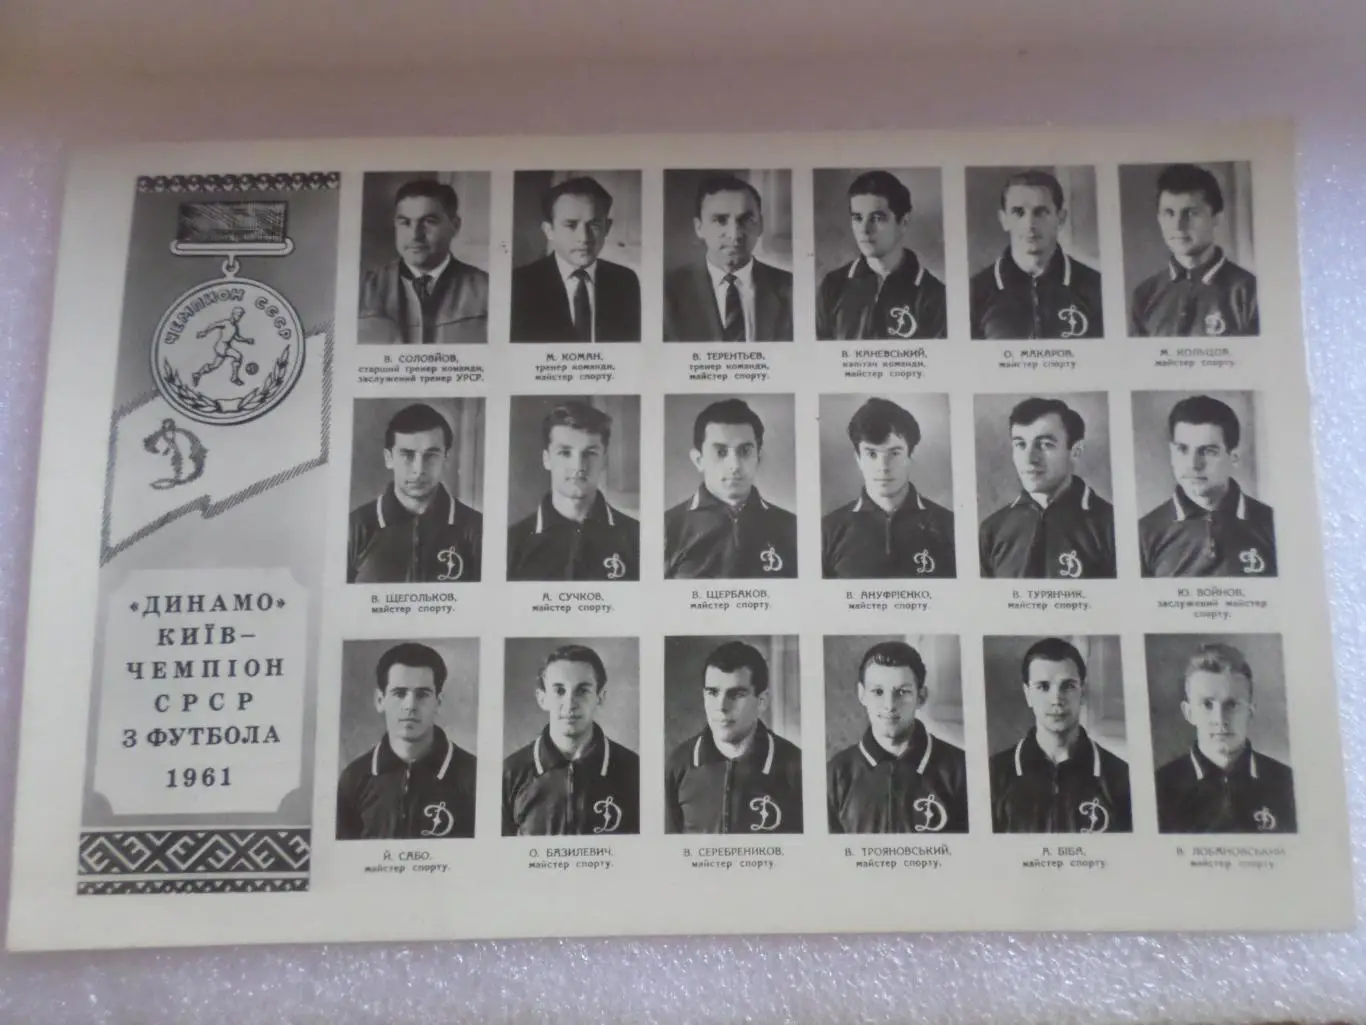 ЧЕМПИОН СССР
Д
«ДИНАМО»
КИЇВ–
ЧЕМПІОН
СРСР
З ФУТБОЛА
1961
В. СОЛОВЙОВ,
старший тренер команди,
заслужений тренер УРСР.
М. КОМАН,
тренер команди,
майстер спорту.
В. ТЕРЕНТЬЄВ,
тренер команди,
майстер спорту.
В. КАНЕВСЬКИЙ,
капітан команди,
майстер спорту.
О. МАКАРОВ,
майстер спорту
М. КОЛЬЦОВ,
майстер спорту.
В. ЩЕГОЛЬКОВ,
майстер спорту.
А. СУЧКОВ,
майстер спорту.
В. ЩЕРБАКОВ,
майстер спорту.
В. АНУФРІЄНКО,
майстер спорту.
В. ТУРЯНЧИК,
майстер спорту.
Ю. ВОЙНОВ,
заслужений майстер
спорту.
Й. САБО.
майстер спорту.
О. БАЗИЛЕВИЧ.
майстер спорту.
В. СЕРЕБРЕНИКОВ.
майстер спорту.
В. ТРОЯНОВСЬКИЙ,
майстер спорту.
А. БІБА,
майстер спорту.
В. ЛОБАНОВСЬКИЙ
майстер спорту.